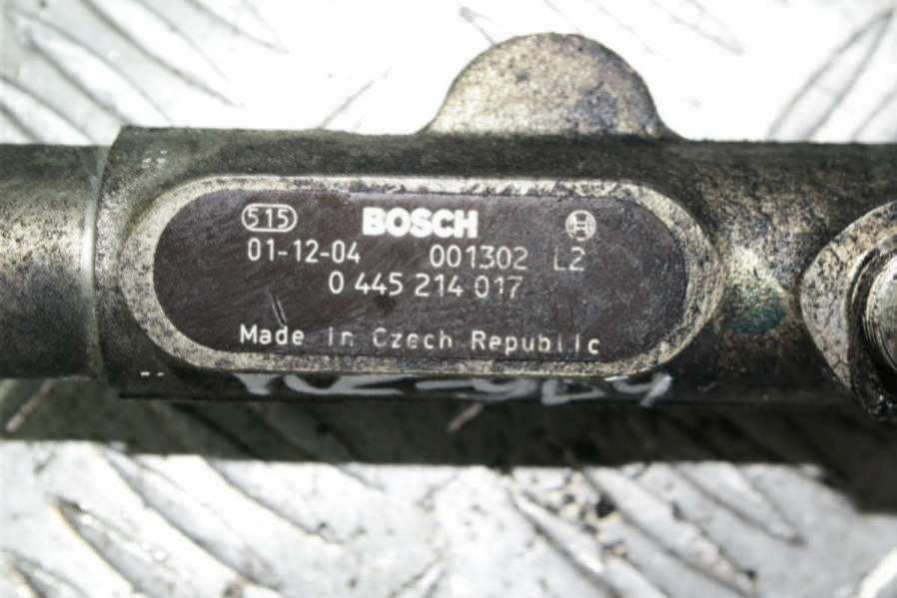 515 BOSCH
01-12-04 001302 L2
0 445 214 017
Made in Czech Republic